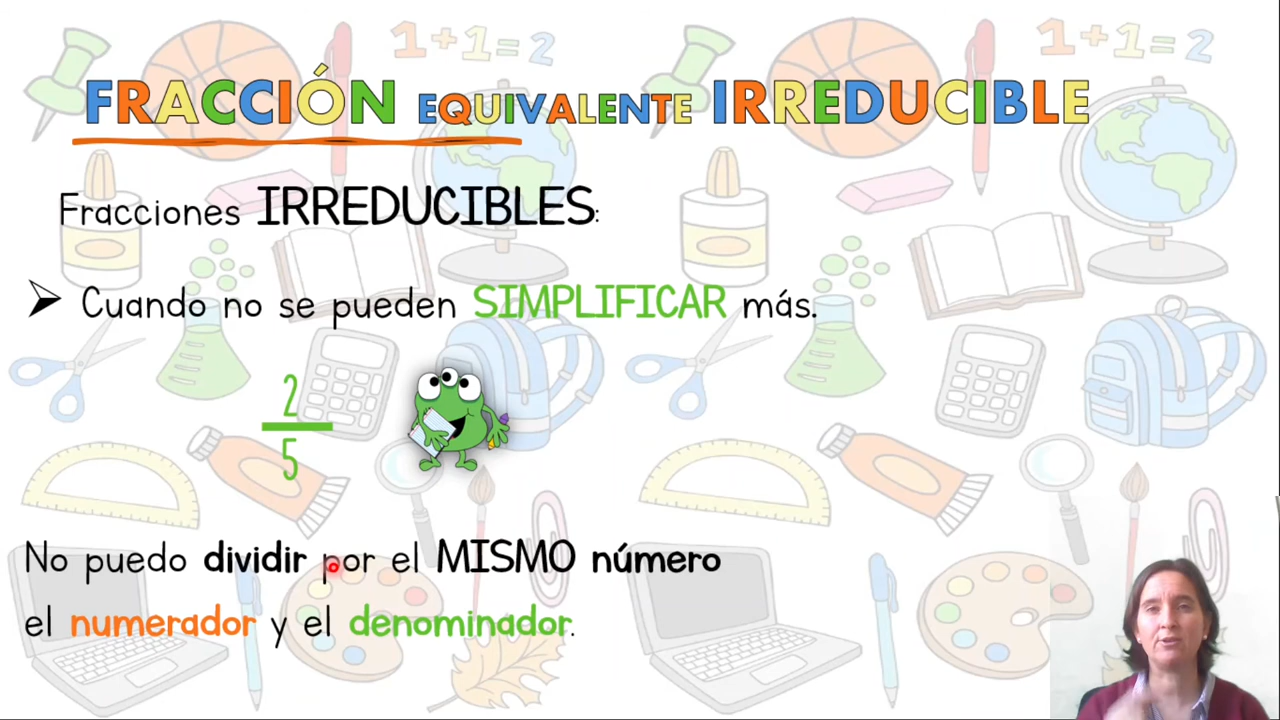 1+1=2
1+1=2
FRACCIÓN EQUIVALENTE IRREDUCIBLE
Fracciones IRREDUCIBLES:
➤ Cuando no se pueden SIMPLIFICAR más.
2
5
No puedo dividir por el MISMO número
el numerador y el denominador.